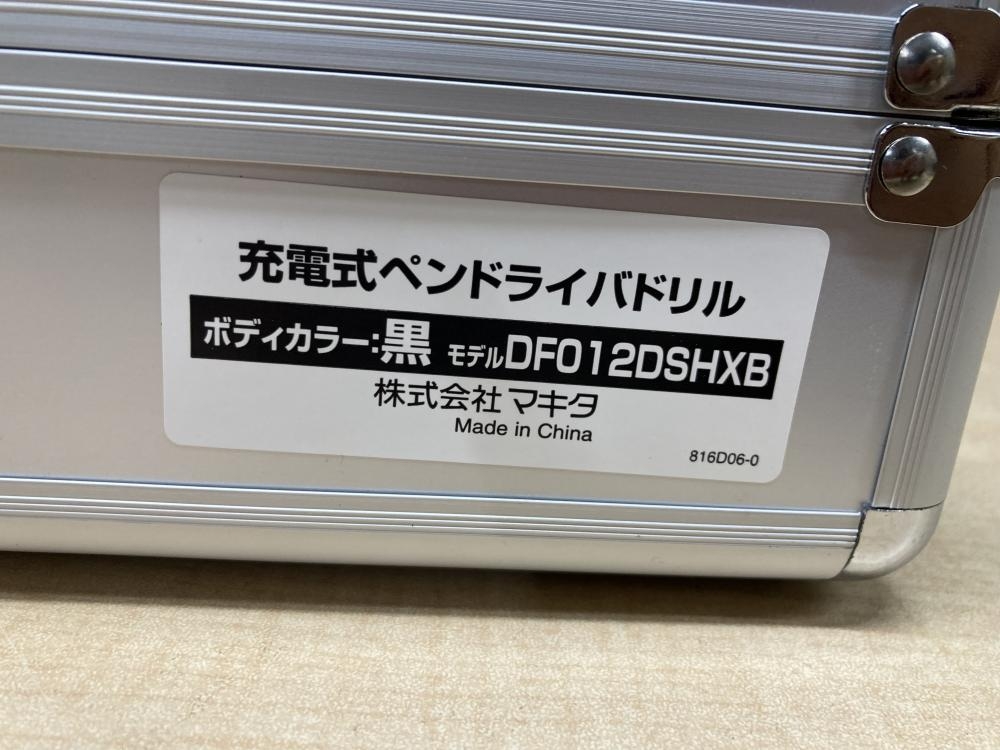 充電式ペンドライバドリル
ボディカラー:黒 モデルDF012DSHXB
株式会社マキタ
Made in China
816D06-0